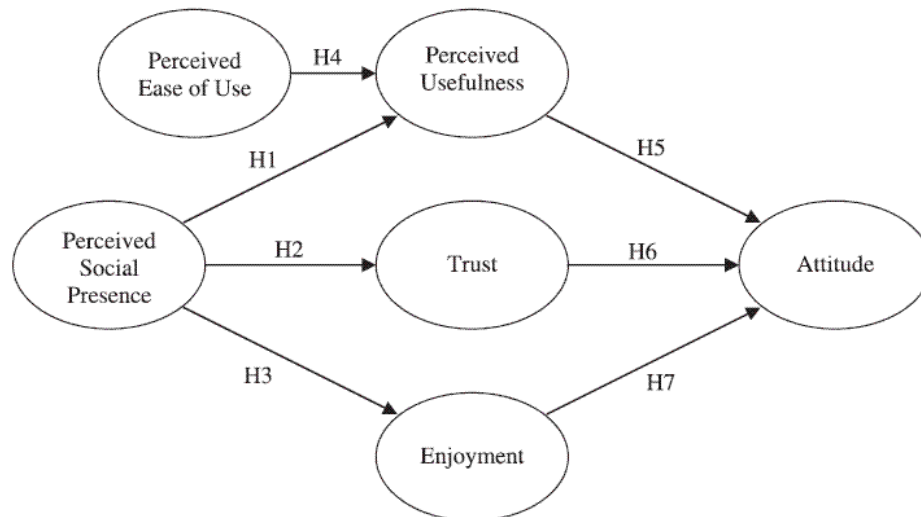 Perceived
Ease of Use
H4
Perceived
Usefulness
H1
H5
Perceived
Social
Presence
H2
Trust
H6
Attitude
H3
H7
Enjoyment